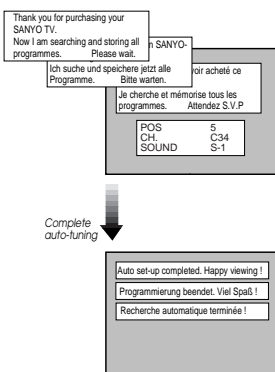 Thank you for purchasing your
SANYO TV.
Now I am searching and storing all
programmes. Please wait.
n SANYO-
Ich suche und speichere jetzt alle
Programme. Bitte warten.
voir acheté ce
Je cherche et mémorise tous les
programmes. Attendez S.V.P
POS 5
CH. C34
SOUND S-1
Complete
auto-tuning
Auto set-up completed. Happy viewing !
Programmierung beendet. Viel Spaß !
Recherche automatique terminée !